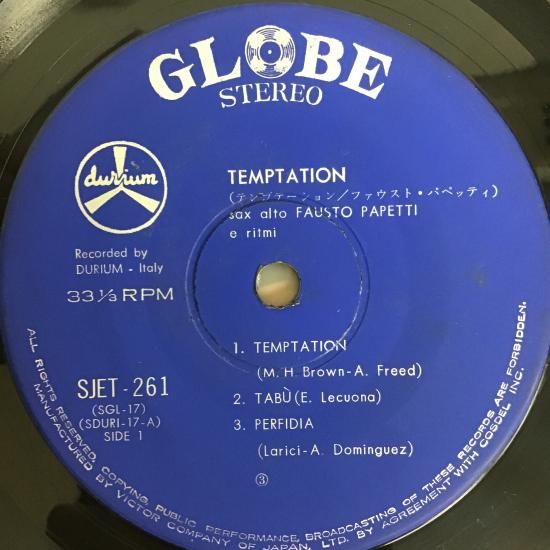 GLOBE
STEREO
durium
TEMPTATION
(テンプテーション/ファウスト・パペッティ)
sax alto FAUSTO PAPETTI
e ritmi
Recorded by
DURIUM - Italy
33 1/3 RPM
SJET-261
(SGL-17)
(SDURI-17-A)
SIDE 1
1. TEMPTATION
(M. H. Brown-A. Freed)
2. TABÙ (E. Lecuona)
3. PERFIDIA
(Larici-A. Dominguez)
③
ALL RIGHTS RESERVED. COPYING, PUBLIC PERFORMANCE, BROADCASTING OF THESE RECORDS ARE FORBIDDEN.
MANUFACTURED BY VICTOR COMPANY OF JAPAN, LTD. BY AGREEMENT WITH COSDEL INC.